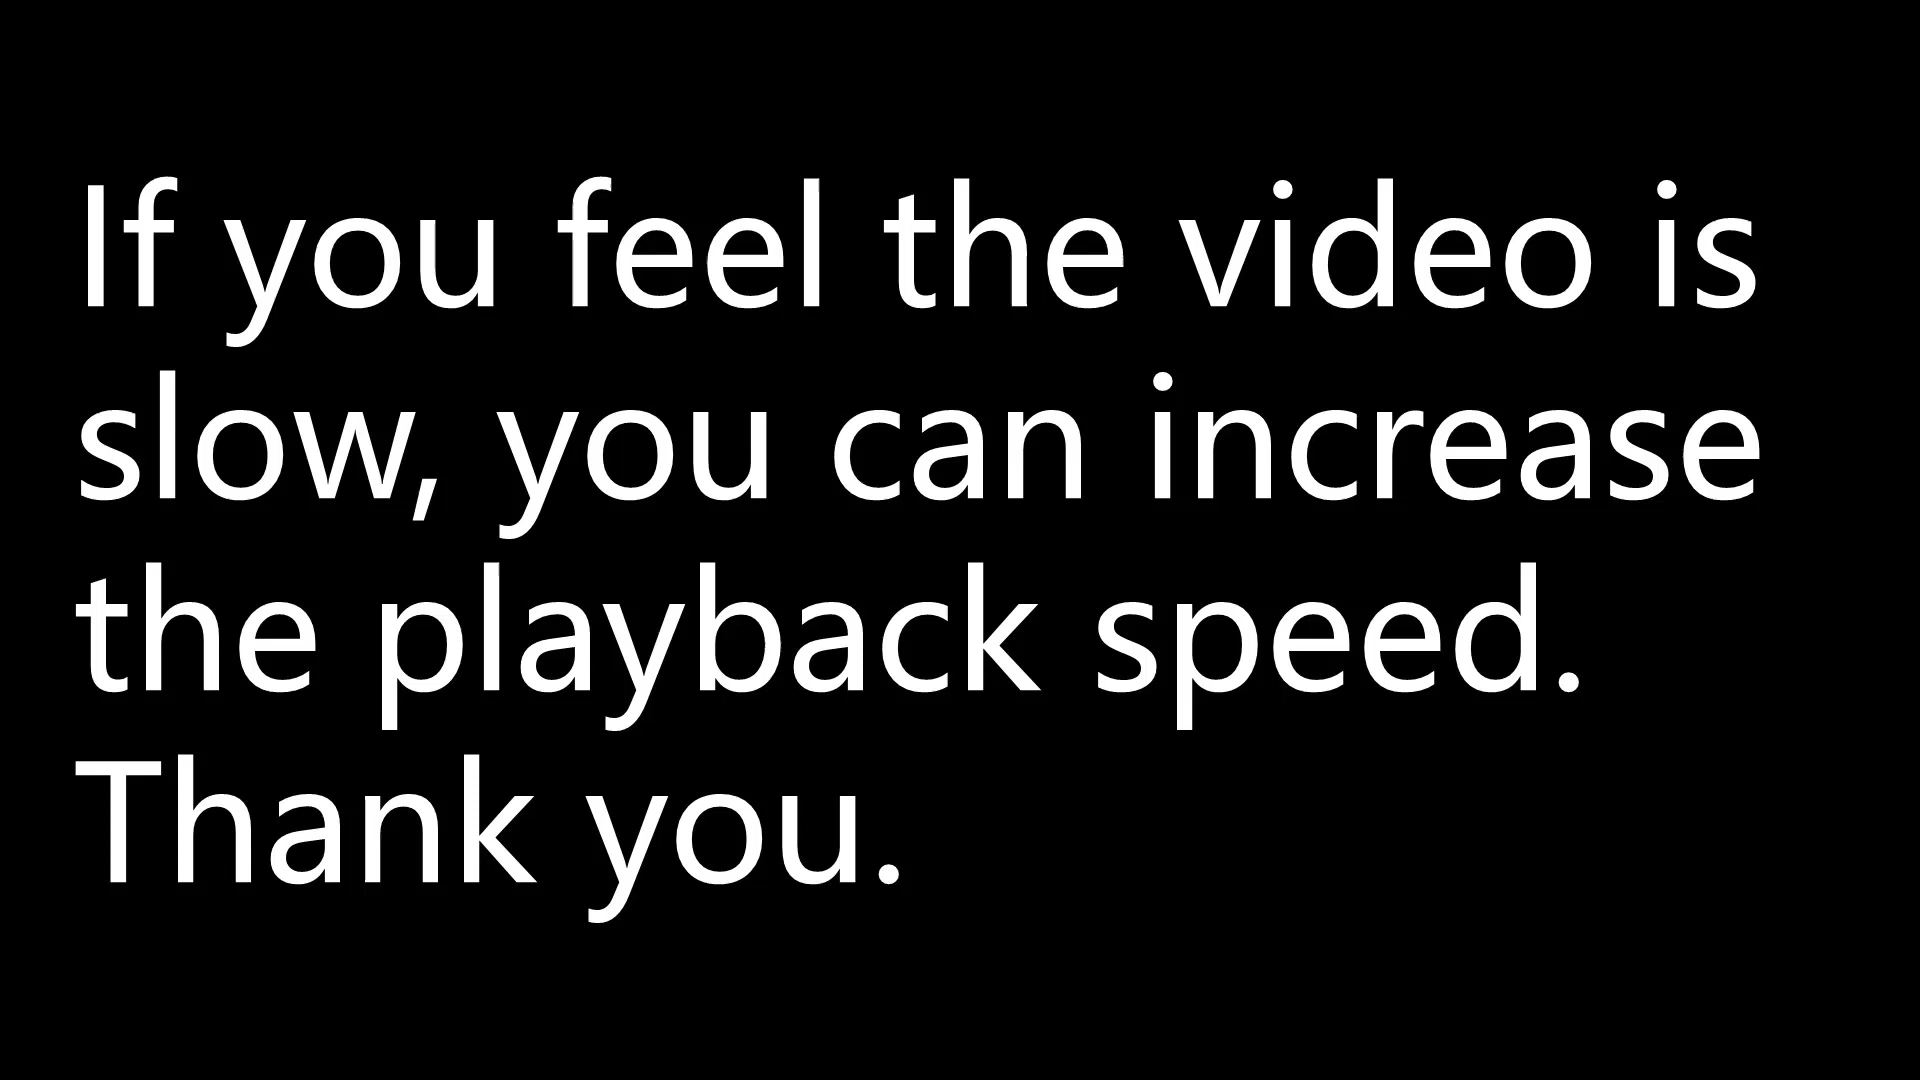 If you feel the video is
slow, you can increase
the playback speed.
Thank you.